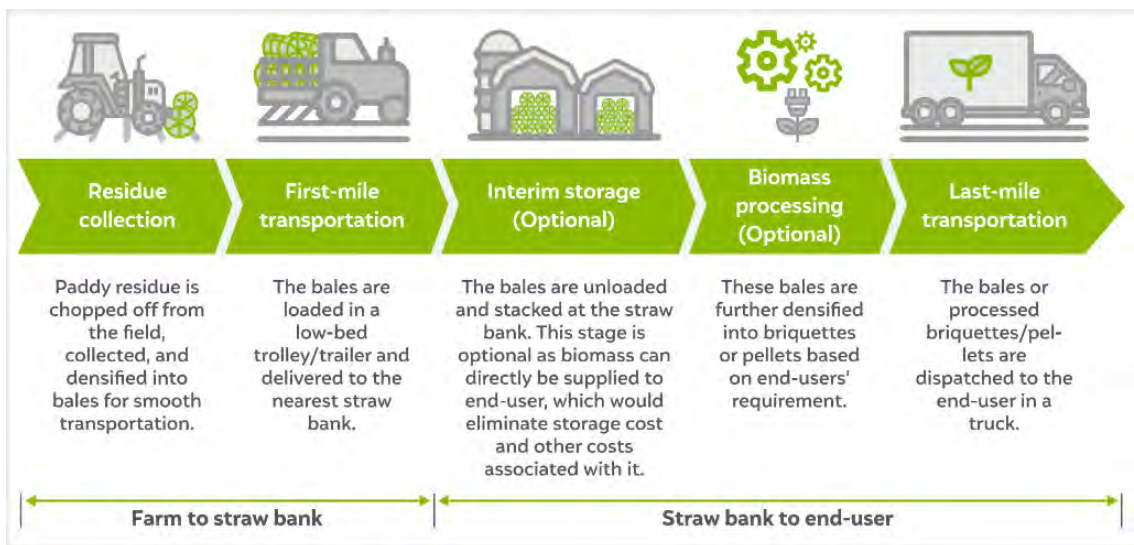 Residue
collection
First-mile
transportation
Interim storage
(Optional)
Biomass
processing
(Optional)
Last-mile
transportation
Paddy residue is
chopped off from
the field,
collected, and
densified into
bales for smooth
transportation.
The bales are
loaded in a
low-bed
trolley/trailer and
delivered to the
nearest straw
bank.
The bales are unloaded
and stacked at the straw
bank. This stage is
optional as biomass can
directly be supplied to
end-user, which would
eliminate storage cost
and other costs
associated with it.
These bales are
further densified
into briquettes
or pellets based
on end-users'
requirement.
The bales or
processed
briquettes/pel-
lets are
dispatched to the
end-user in a
truck.
Farm to straw bank
Straw bank to end-user